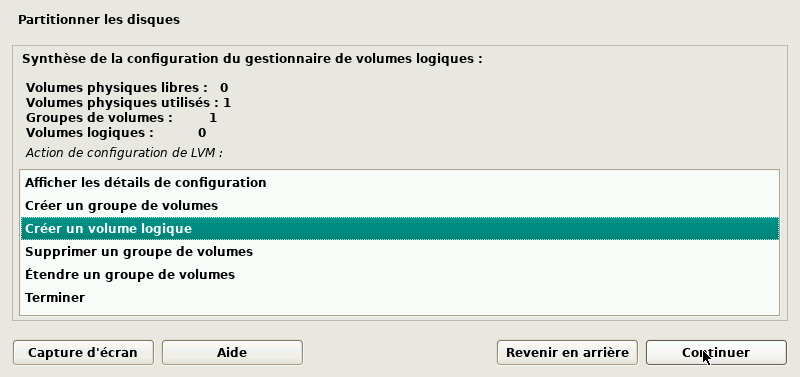 Partitionner les disques
Synthèse de la configuration du gestionnaire de volumes logiques :
Volumes physiques libres : 0
Volumes physiques utilisés : 1
Groupes de volumes : 1
Volumes logiques : 0
Action de configuration de LVM :
Afficher les détails de configuration
Créer un groupe de volumes
Créer un volume logique
Supprimer un groupe de volumes
Étendre un groupe de volumes
Terminer
Capture d'écran Aide Revenir en arrière Continuer